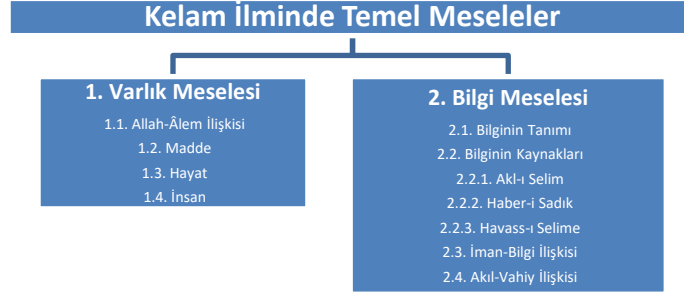 Kelam İlminde Temel Meseleler
1. Varlık Meselesi
1.1. Allah-Âlem İlişkisi
1.2. Madde
1.3. Hayat
1.4. İnsan
2. Bilgi Meselesi
2.1. Bilginin Tanımı
2.2. Bilginin Kaynakları
2.2.1. Akl-ı Selim
2.2.2. Haber-i Sadık
2.2.3. Havass-ı Selime
2.3. İman-Bilgi İlişkisi
2.4. Akıl-Vahiy İlişkisi